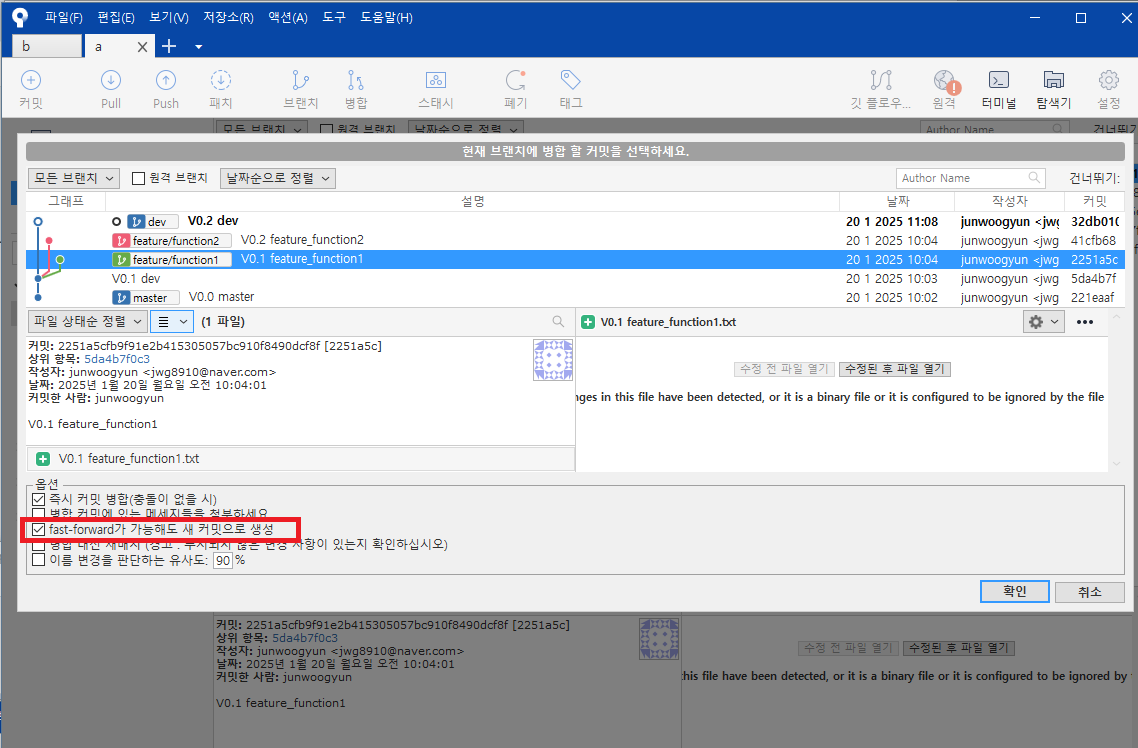 파일(F) 편집(E) 보기(V) 저장소(R) 액션(A) 도구 도움말(H)
b a
커밋 Pull Push 패치 브랜치 병합 스태시 폐기 태그 깃 플로우... 원격 터미널 탐색기 설정
모든 브랜치 원격 브랜치 날짜순으로 정렬 Author Name 건너뛰기
현재 브랜치에 병합 할 커밋을 선택하세요.
모든 브랜치 원격 브랜치 날짜순으로 정렬 Author Name 건너뛰기:
그래프 설명 날짜 작성자 커밋
dev V0.2 dev 20 1 2025 11:08 junwoogyun <jwg 32db010
feature/function2 V0.2 feature_function2 20 1 2025 10:04 junwoogyun <jwg 41cfb68
feature/function1 V0.1 feature_function1 20 1 2025 10:04 junwoogyun <jwg 2251a5c
V0.1 dev 20 1 2025 10:03 junwoogyun <jwg 5da4b7f
master V0.0 master 20 1 2025 10:02 junwoogyun <jwg 221eaaf
파일 상태순 정렬 (1 파일) V0.1 feature_function1.txt
커밋: 2251a5cfb9f91e2b415305057bc910f8490dcf8f [2251a5c]
상위 항목: 5da4b7f0c3
작성자: junwoogyun <jwg8910@naver.com>
날짜: 2025년 1월 20일 월요일 오전 10:04:01
커밋한 사람: junwoogyun
V0.1 feature_function1
수정 전 파일 열기 수정된 후 파일 열기
nges in this file have been detected, or it is a binary file or it is configured to be ignored by the file
V0.1 feature_function1.txt
옵션
즉시 커밋 병합(충돌이 없을 시)
병합 커밋에 있는 메세지들을 첨부하세요
fast-forward가 가능해도 새 커밋으로 생성
병합 대신 재배치 (경고 : 푸시되지 않은 변경 사항이 있는지 확인하십시오)
이름 변경을 판단하는 유사도: 90 %
확인 취소
커밋: 2251a5cfb9f91e2b415305057bc910f8490dcf8f [2251a5c]
상위 항목: 5da4b7f0c3
작성자: junwoogyun <jwg8910@naver.com>
날짜: 2025년 1월 20일 월요일 오전 10:04:01
커밋한 사람: junwoogyun
V0.1 feature_function1
수정 전 파일 열기 수정된 후 파일 열기
this file have been detected, or it is a binary file or it is configured to be ignored by